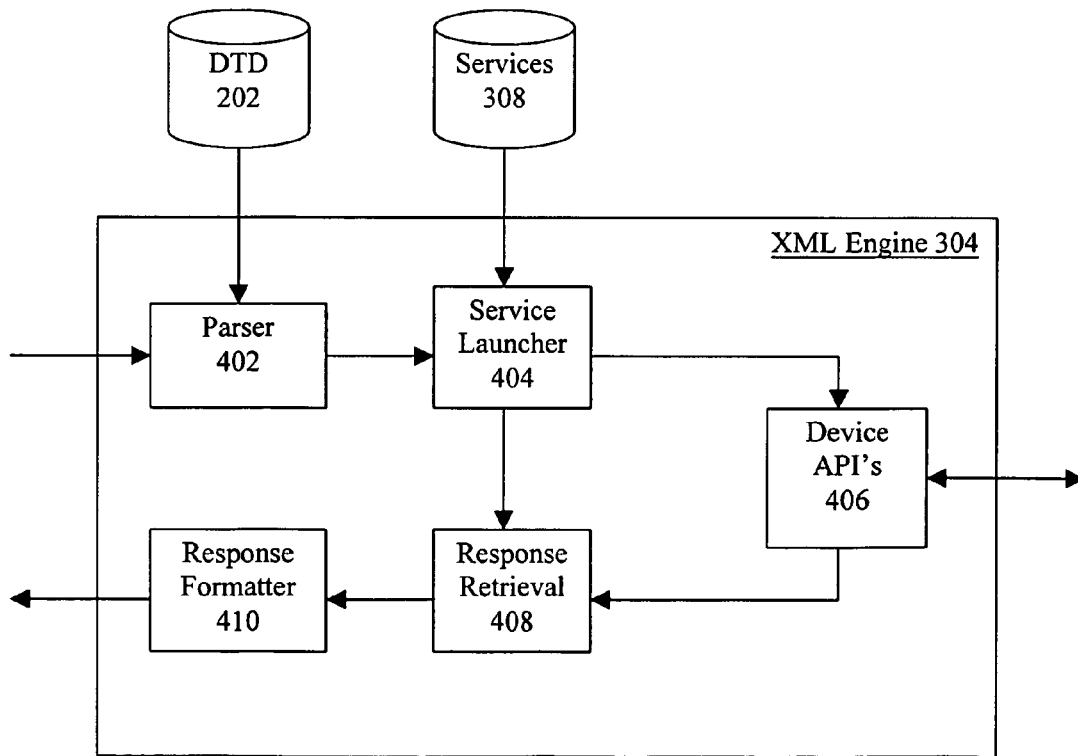 DTD
202
Services
308
XML Engine 304
Parser
402
Service
Launcher
404
Device
API's
406
Response
Formatter
410
Response
Retrieval
408